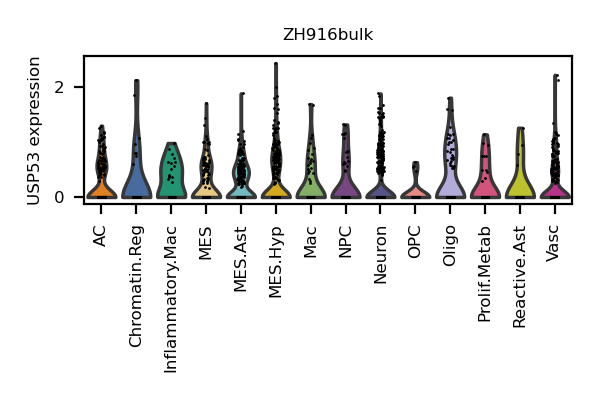 ZH916bulk
USP53 expression
2
0
AC
Chromatin.Reg
Inflammatory.Mac
MES
MES.Ast
MES.Hyp
Mac
NPC
Neuron
OPC
Oligo
Prolif.Metab
Reactive.Ast
Vasc